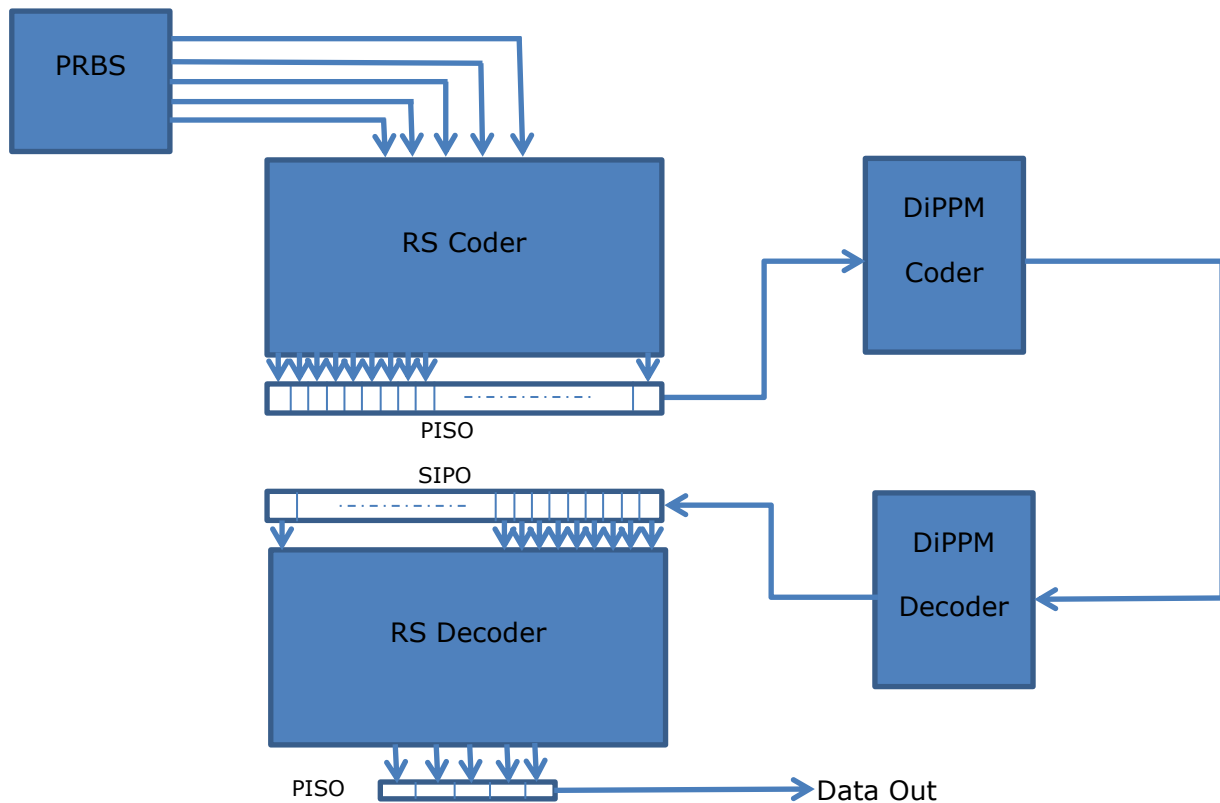 PRBS
RS Coder
DiPPM
Coder
PISO
SIPO
DiPPM
Decoder
RS Decoder
PISO
Data Out